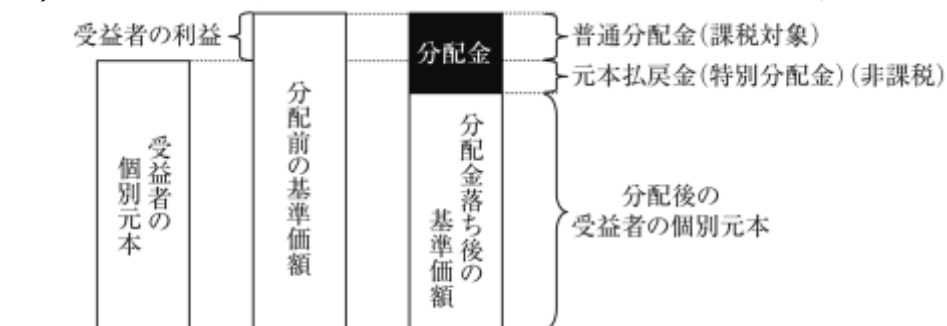 受益者の利益
普通分配金(課税対象)
分配金
元本払戻金(特別分配金)(非課税)
受益者の
個別元本
分配前の基準価額
分配金落ち後の
基準価額
分配後の
受益者の個別元本